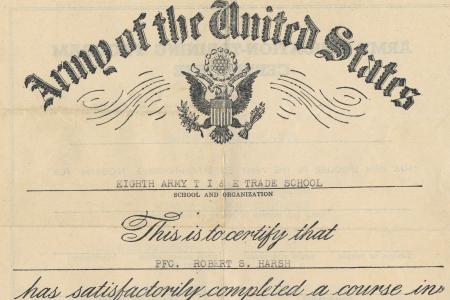 Army of the United States
EIGHTH ARMY T I & E TRADE SCHOOL
SCHOOL AND ORGANIZATION
This is to certify that
PFC. ROBERT S. HARSH
has satisfactorily completed a course in